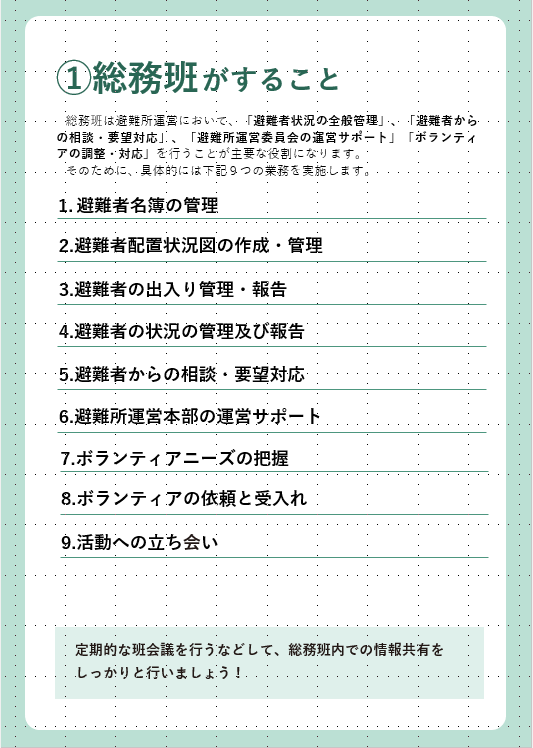 ①総務班がすること
総務班は避難所運営において、「避難者状況の全般管理」、「避難者から
の相談・要望対応」、「避難所運営委員会の運営サポート」「ボランティ
アの調整・対応」を行うことが主要な役割になります。
そのために、具体的には下記９つの業務を実施します。
1. 避難者名簿の管理
2.避難者配置状況図の作成・管理
3.避難者の出入り管理・報告
4.避難者の状況の管理及び報告
5.避難者からの相談・要望対応
6.避難所運営本部の運営サポート
7.ボランティアニーズの把握
8.ボランティアの依頼と受入れ
9.活動への立ち会い
定期的な班会議を行うなどして、総務班内での情報共有を
しっかりと行いましょう！